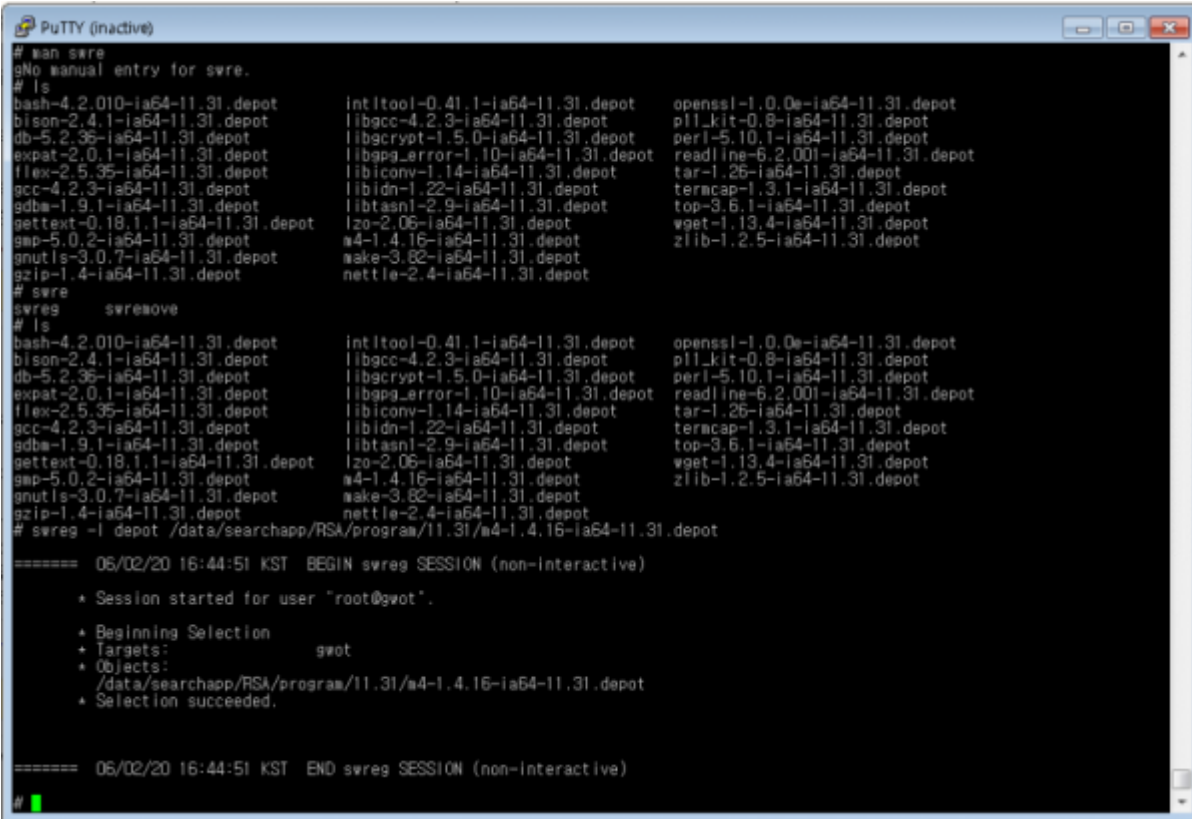 PuTTY (inactive)
# man swre
gNo manual entry for swre.
# ls
bash-4.2.010-ia64-11.31.depot intltool-0.41.1-ia64-11.31.depot openssl-1.0.0e-ia64-11.31.depot
bison-2.4.1-ia64-11.31.depot libgcc-4.2.3-ia64-11.31.depot p11_kit-0.8-ia64-11.31.depot
db-5.2.36-ia64-11.31.depot libgcrypt-1.5.0-ia64-11.31.depot perl-5.10.1-ia64-11.31.depot
expat-2.0.1-ia64-11.31.depot libgpg_error-1.10-ia64-11.31.depot readline-6.2.001-ia64-11.31.depot
flex-2.5.35-ia64-11.31.depot libiconv-1.14-ia64-11.31.depot tar-1.26-ia64-11.31.depot
gcc-4.2.3-ia64-11.31.depot libidn-1.22-ia64-11.31.depot termcap-1.3.1-ia64-11.31.depot
gdbm-1.9.1-ia64-11.31.depot libtasn1-2.9-ia64-11.31.depot top-3.6.1-ia64-11.31.depot
gettext-0.18.1.1-ia64-11.31.depot lzo-2.06-ia64-11.31.depot wget-1.13.4-ia64-11.31.depot
gmp-5.0.2-ia64-11.31.depot m4-1.4.16-ia64-11.31.depot zlib-1.2.5-ia64-11.31.depot
gnutls-3.0.7-ia64-11.31.depot make-3.82-ia64-11.31.depot
gzip-1.4-ia64-11.31.depot nettle-2.4-ia64-11.31.depot
# swre
swreg swremove
# ls
bash-4.2.010-ia64-11.31.depot intltool-0.41.1-ia64-11.31.depot openssl-1.0.0e-ia64-11.31.depot
bison-2.4.1-ia64-11.31.depot libgcc-4.2.3-ia64-11.31.depot p11_kit-0.8-ia64-11.31.depot
db-5.2.36-ia64-11.31.depot libgcrypt-1.5.0-ia64-11.31.depot perl-5.10.1-ia64-11.31.depot
expat-2.0.1-ia64-11.31.depot libgpg_error-1.10-ia64-11.31.depot readline-6.2.001-ia64-11.31.depot
flex-2.5.35-ia64-11.31.depot libiconv-1.14-ia64-11.31.depot tar-1.26-ia64-11.31.depot
gcc-4.2.3-ia64-11.31.depot libidn-1.22-ia64-11.31.depot termcap-1.3.1-ia64-11.31.depot
gdbm-1.9.1-ia64-11.31.depot libtasn1-2.9-ia64-11.31.depot top-3.6.1-ia64-11.31.depot
gettext-0.18.1.1-ia64-11.31.depot lzo-2.06-ia64-11.31.depot wget-1.13.4-ia64-11.31.depot
gmp-5.0.2-ia64-11.31.depot m4-1.4.16-ia64-11.31.depot zlib-1.2.5-ia64-11.31.depot
gnutls-3.0.7-ia64-11.31.depot make-3.82-ia64-11.31.depot
gzip-1.4-ia64-11.31.depot nettle-2.4-ia64-11.31.depot
# swreg -l depot /data/searchapp/RSA/program/11.31/m4-1.4.16-ia64-11.31.depot
======= 06/02/20 16:44:51 KST BEGIN swreg SESSION (non-interactive)
* Session started for user "root@gwot".
* Beginning Selection
* Targets: gwot
* Objects:
/data/searchapp/RSA/program/11.31/m4-1.4.16-ia64-11.31.depot
* Selection succeeded.
======= 06/02/20 16:44:51 KST END swreg SESSION (non-interactive)
#